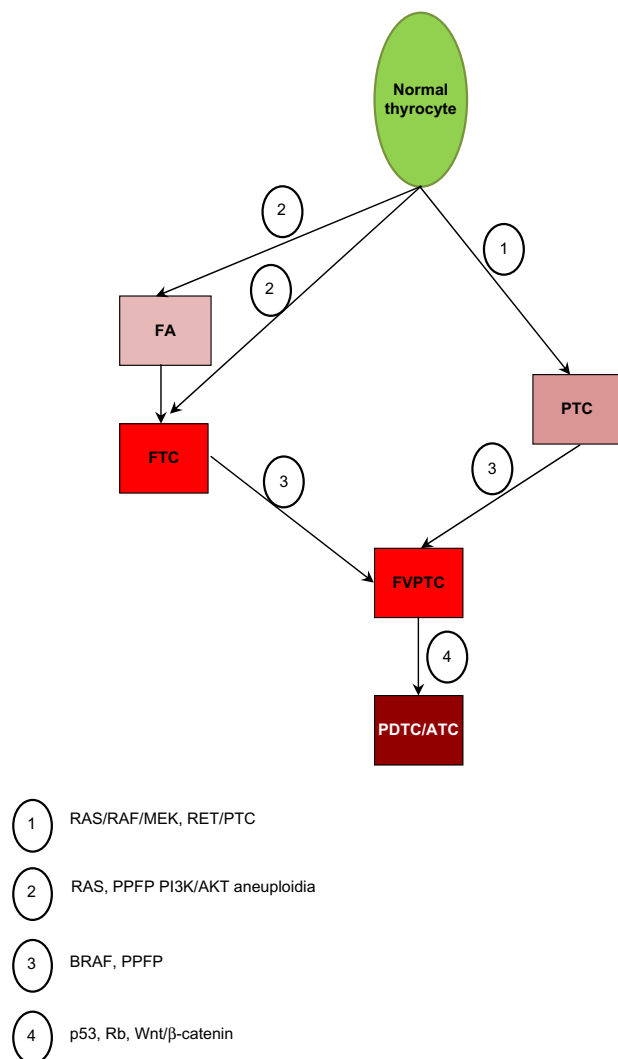 Normal
thyrocyte
2
1
2
FA
PTC
FTC
3
3
FVPTC
4
PDTC/ATC
1 RAS/RAF/MEK, RET/PTC
2 RAS, PPFP PI3K/AKT aneuploidia
3 BRAF, PPFP
4 p53, Rb, Wnt/β-catenin